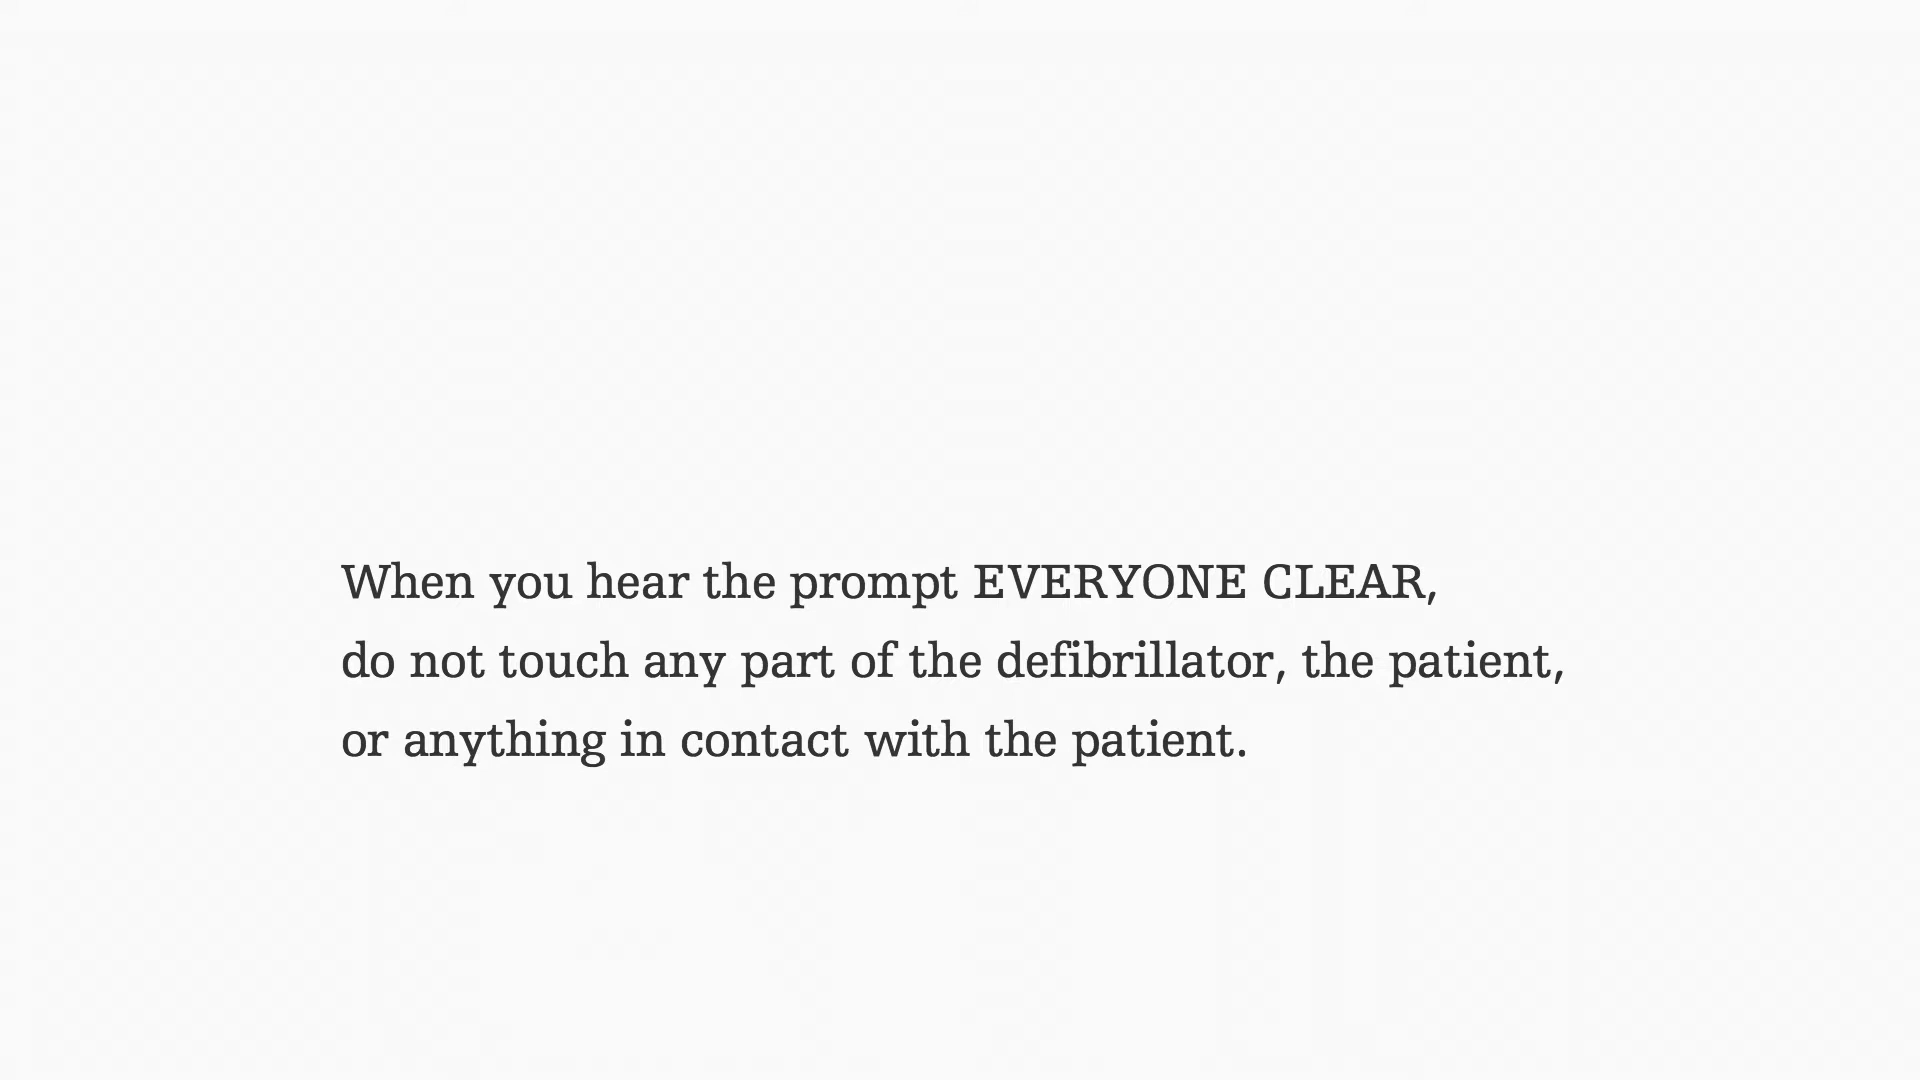 When you hear the prompt EVERYONE CLEAR,
do not touch any part of the defibrillator, the patient,
or anything in contact with the patient.